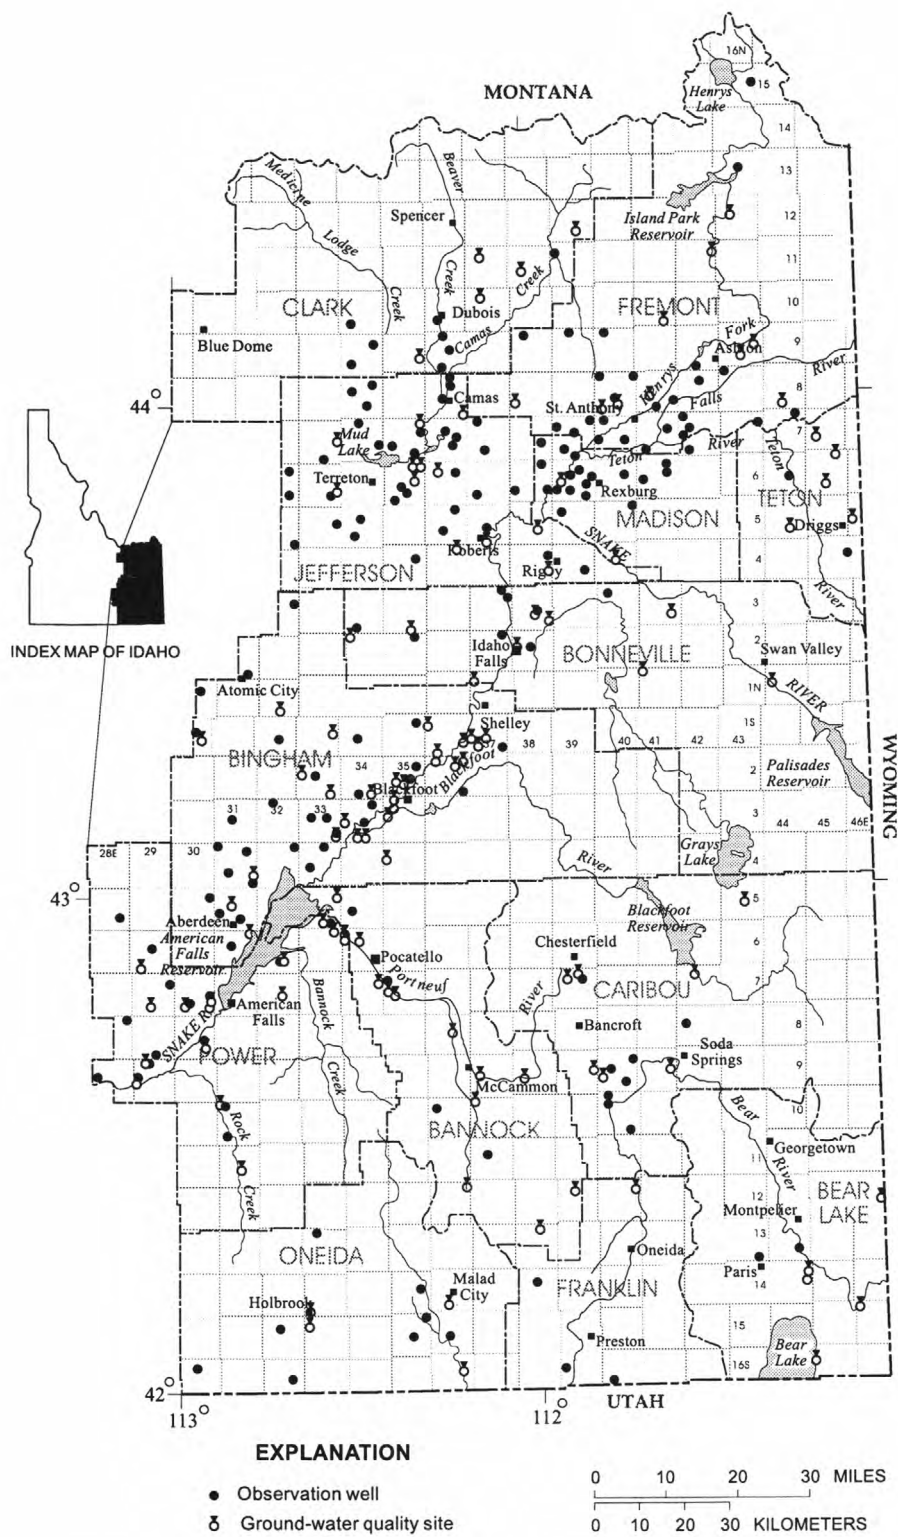 16N
15
Henrys
Lake
MONTANA
14
13
Medicine
Beaver
Spencer
Island Park
Reservoir
12
Lodge
11
Creek
Creek
Creek
CLARK
Dubois
FREMONT
10
Camas
Fork
Blue Dome
Ashton
9
River
44°
Camas
Henrys
8
St. Anthony
Falls
Mud
Lake
River
7
Teton
Teton
Terreton
Rexburg
6
TETON
MADISON
5
Driggs
SNAKE
Roberts
4
JEFFERSON
Rigby
River
3
INDEX MAP OF IDAHO
Idaho
Falls
BONNEVILLE
2
Swan Valley
Atomic City
1N
RIVER
Shelley
1S
BINGHAM
37
38
39
40
41
42
43
34
35
Blackfoot
2
Palisades
Reservoir
WYOMING
Blackfoot
31
32
33
3
44
45
46E
28E
29
30
Grays
Lake
4
River
43°
5
Aberdeen
Blackfoot
Reservoir
American
Falls
Reservoir
Chesterfield
6
Pocatello
Portneuf
7
CARIBOU
Bannock
River
American
Falls
SNAKE R
Bancroft
8
POWER
Soda
Springs
9
McCammon
Creek
Bear
10
Rock
BANNOCK
Georgetown
11
River
12
BEAR
LAKE
Creek
Montpelier
13
ONEIDA
Oneida
Paris
14
Malad
City
FRANKLIN
Holbrook
15
Preston
Bear
Lake
16S
42°
UTAH
113°
112°
EXPLANATION
Observation well
Ground-water quality site
0 10 20 30 MILES
0 10 20 30 KILOMETERS